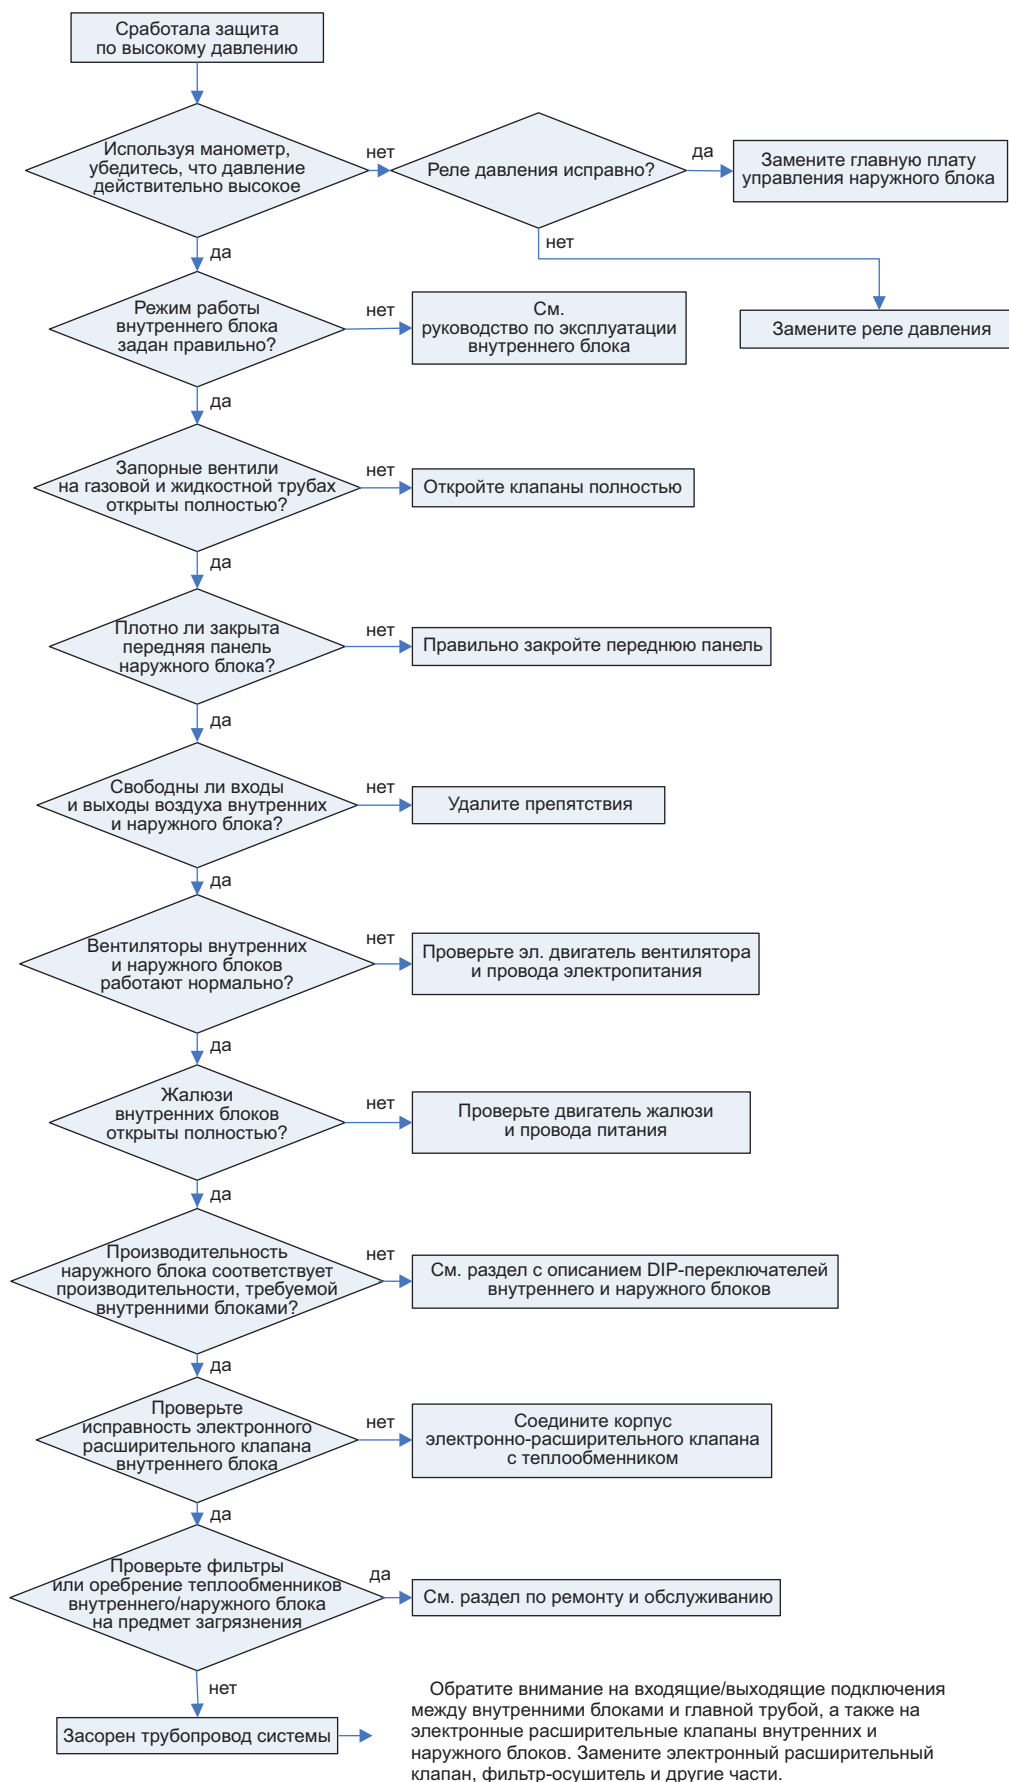 Сработала защита
по высокому давлению
Используя манометр,
убедитесь, что давление
действительно высокое
нет
Реле давления исправно?
да
Замените главную плату
управления наружного блока
нет
Замените реле давления
да
Режим работы
внутреннего блока
задан правильно?
нет
См.
руководство по эксплуатации
внутреннего блока
да
Запорные вентили
на газовой и жидкостной трубах
открыты полностью?
нет
Откройте клапаны полностью
да
Плотно ли закрыта
передняя панель
наружного блока?
нет
Правильно закройте переднюю панель
да
Свободны ли входы
и выходы воздуха внутренних
и наружного блока?
нет
Удалите препятствия
да
Вентиляторы внутренних
и наружного блоков
работают нормально?
нет
Проверьте эл. двигатель вентилятора
и провода электропитания
да
Жалюзи
внутренних блоков
открыты полностью?
нет
Проверьте двигатель жалюзи
и провода питания
да
Производительность
наружного блока соответствует
производительности, требуемой
внутренними блоками?
нет
См. раздел с описанием DIP-переключателей
внутреннего и наружного блоков
да
Проверьте
исправность электронного
расширительного клапана
внутреннего блока
нет
Соедините корпус
электронно-расширительного клапана
с теплообменником
да
Проверьте фильтры
или оребрение теплообменников
внутреннего/наружного блока
на предмет загрязнения
да
См. раздел по ремонту и обслуживанию
нет
Засорен трубопровод системы
Обратите внимание на входящие/выходящие подключения
между внутренними блоками и главной трубой, а также на
электронные расширительные клапаны внутренних и
наружного блоков. Замените электронный расширительный
клапан, фильтр-осушитель и другие части.